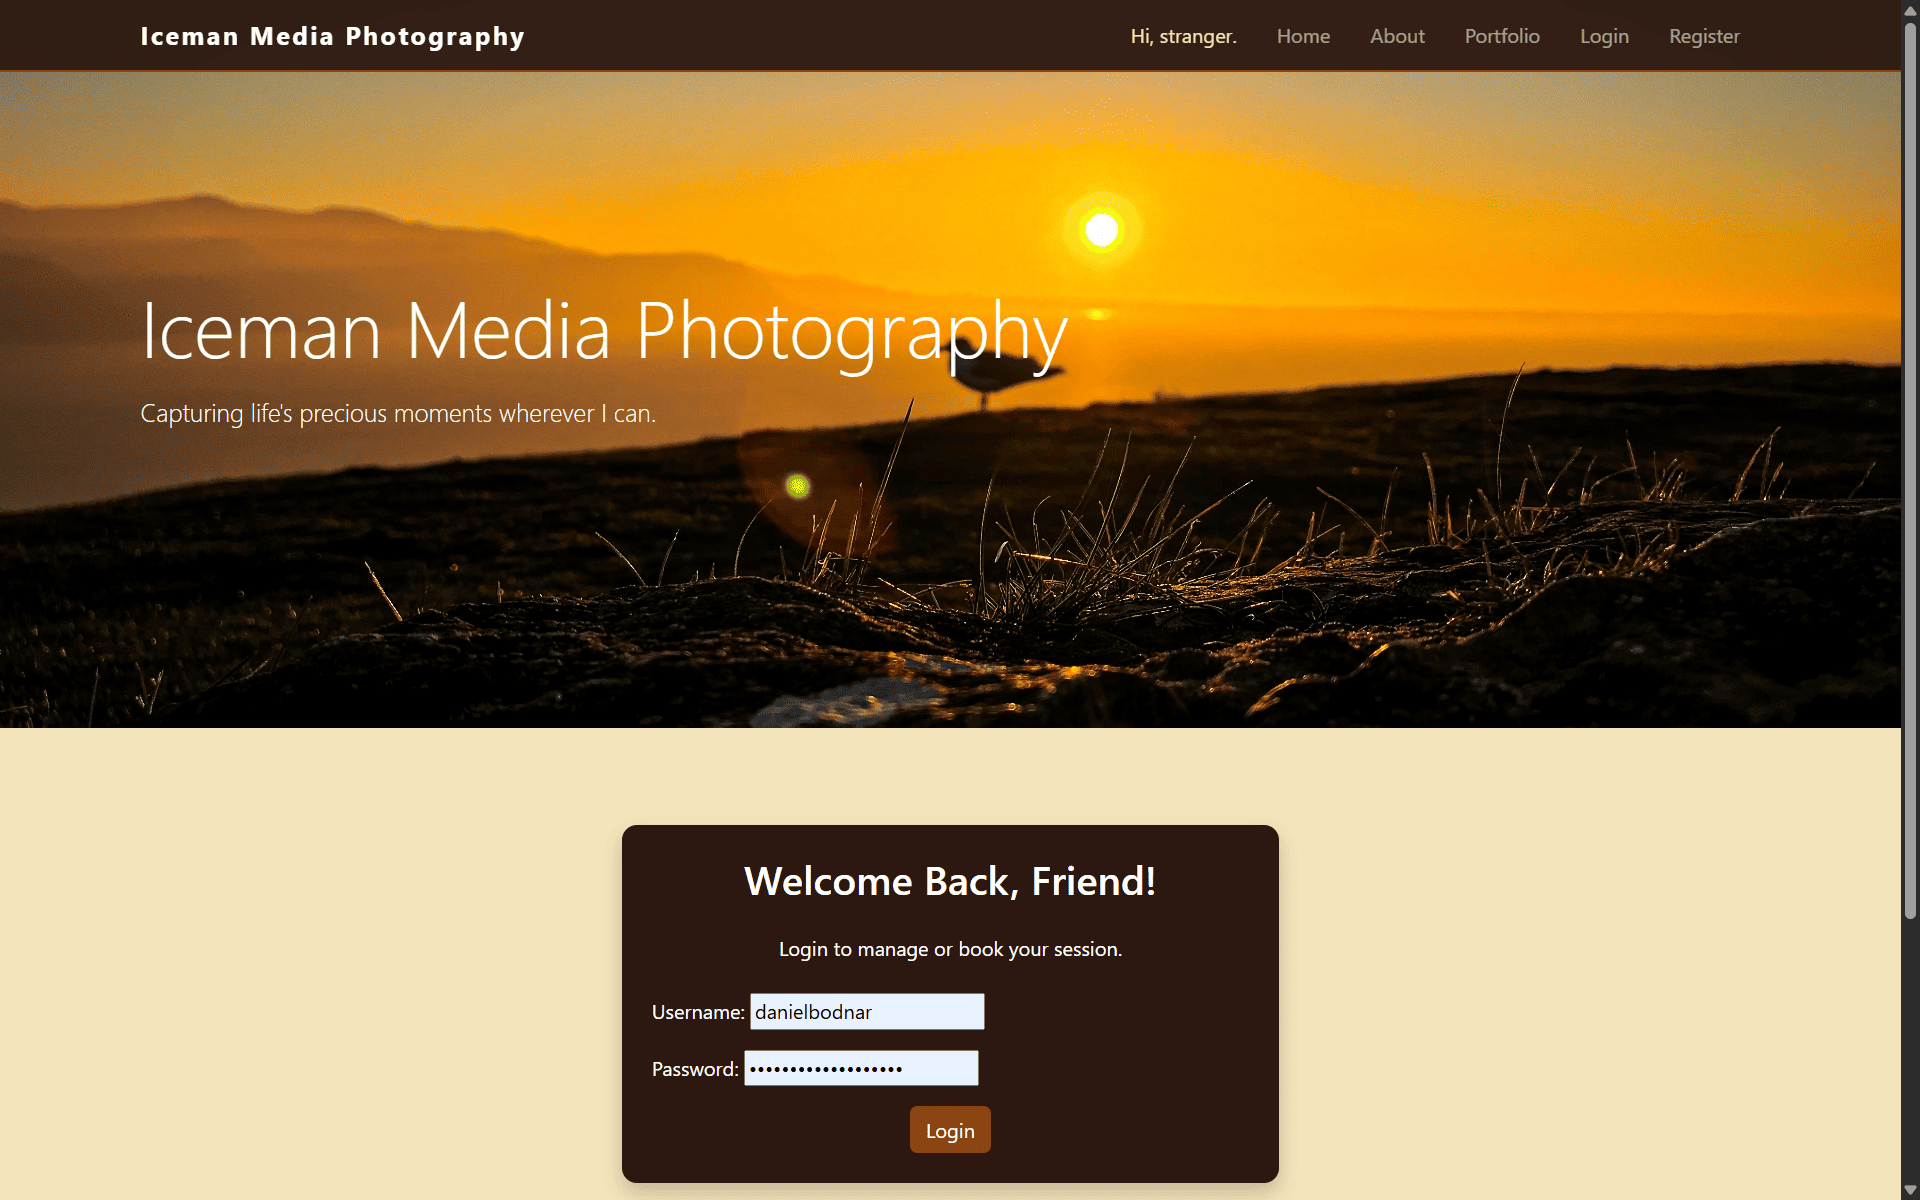 Iceman Media Photography
Hi, stranger. Home About Portfolio Login Register
Iceman Media Photography
Capturing life's precious moments wherever I can.
Welcome Back, Friend!
Login to manage or book your session.
Username: danielbodnar
Password: •••••••••••••••••••
Login